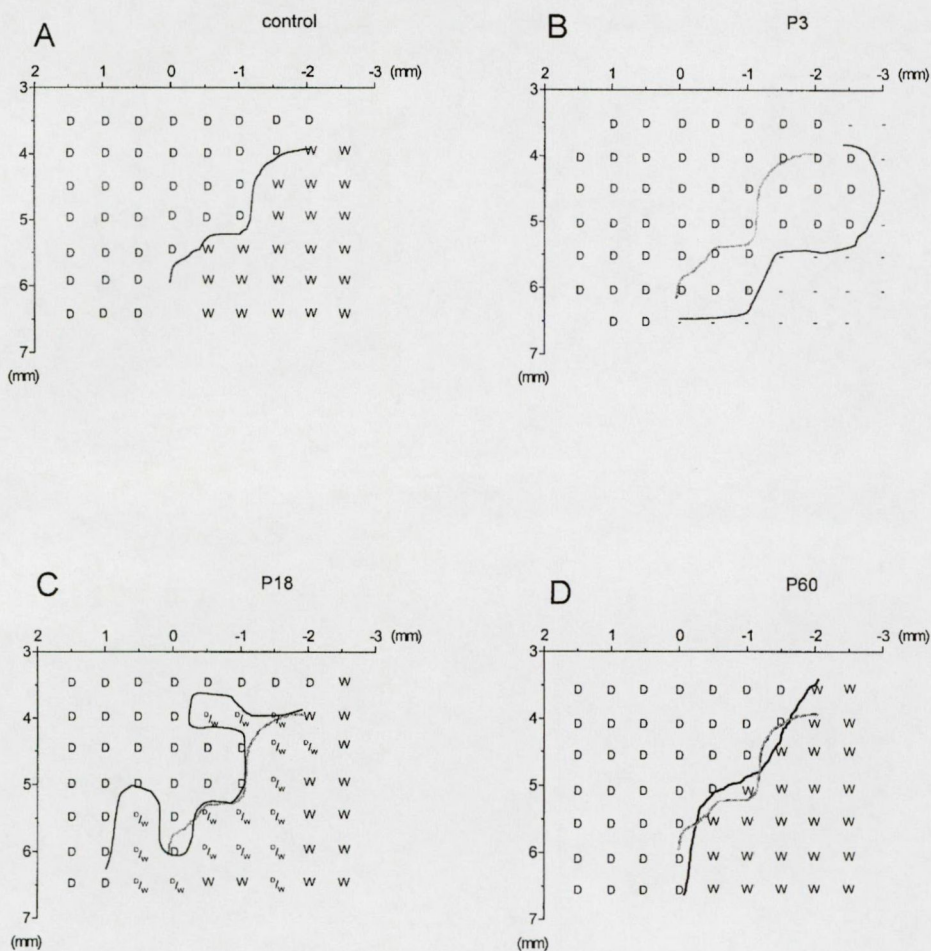 A
control
2 1 0 -1 -2 -3 (mm)
3
D D D D D D D D
4 D D D D D D D W W
D D D D D D W W W
5 D D D D D D W W W
D D D D W W W W W
6 D D D W W W W W
D D D W W W W W
7
(mm)
B
P3
2 1 0 -1 -2 -3 (mm)
3
D D D D D D D - -
4 D D D D D D D D D -
D D D D D D D D D
5 D D D D D D D D D
D D D D D D - - - -
6 D D D D D D - - - -
D D - - - - - - -
7
(mm)
C
P18
2 1 0 -1 -2 -3 (mm)
3
D D D D D D D D W
4 D D D D D/W D/W D/W W W
D D D D D D D/W D/W W
5 D D D D D D D/W W W
D D D/W D D/W D/W D/W W W
6 D D D/W D D/W D/W D/W W W
D D D/W D/W W W D/W W W
7
(mm)
D
P60
2 1 0 -1 -2 -3 (mm)
3
D D D D D D D W W
4 D D D D D D D W W
D D D D D D W W W
5 D D D D D W W W W
D D D D W W W W W
6 D D D D W W W W W
D D D D W W W W W
7
(mm)